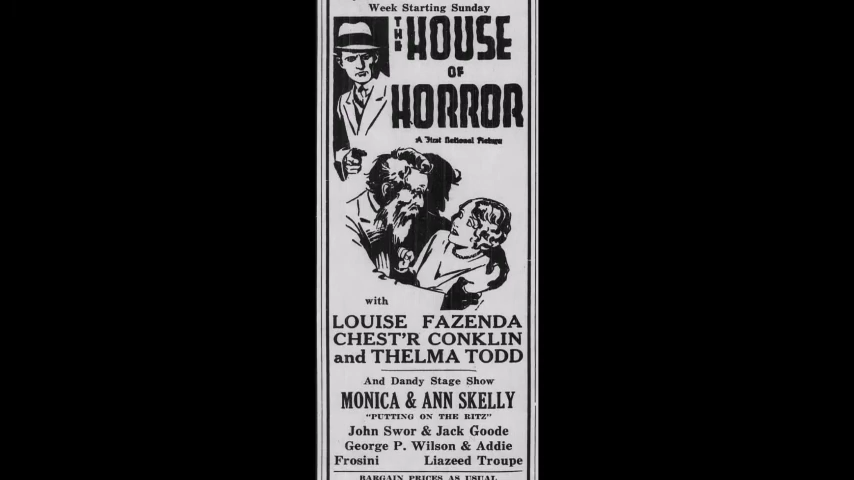 Week Starting Sunday
THE HOUSE
OF
HORROR
A First National Picture
with
LOUISE FAZENDA
CHEST'R CONKLIN
and THELMA TODD
And Dandy Stage Show
MONICA & ANN SKELLY
"PUTTING ON THE RITZ"
John Swor & Jack Goode
George P. Wilson & Addie
Frosini Liazeed Troupe
BARGAIN PRICES AS USUAL